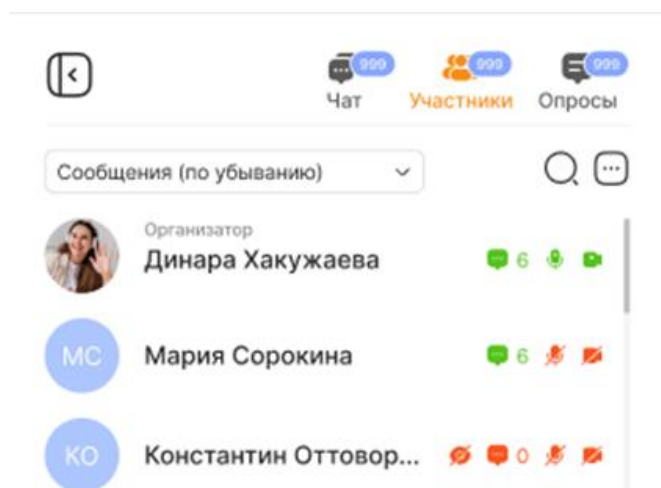 999 999 999
Чат Участники Опросы
Сообщения (по убыванию)
Организатор
Динара Хакужаева 6
МС Мария Сорокина 6
КО Константин Оттовор... 0